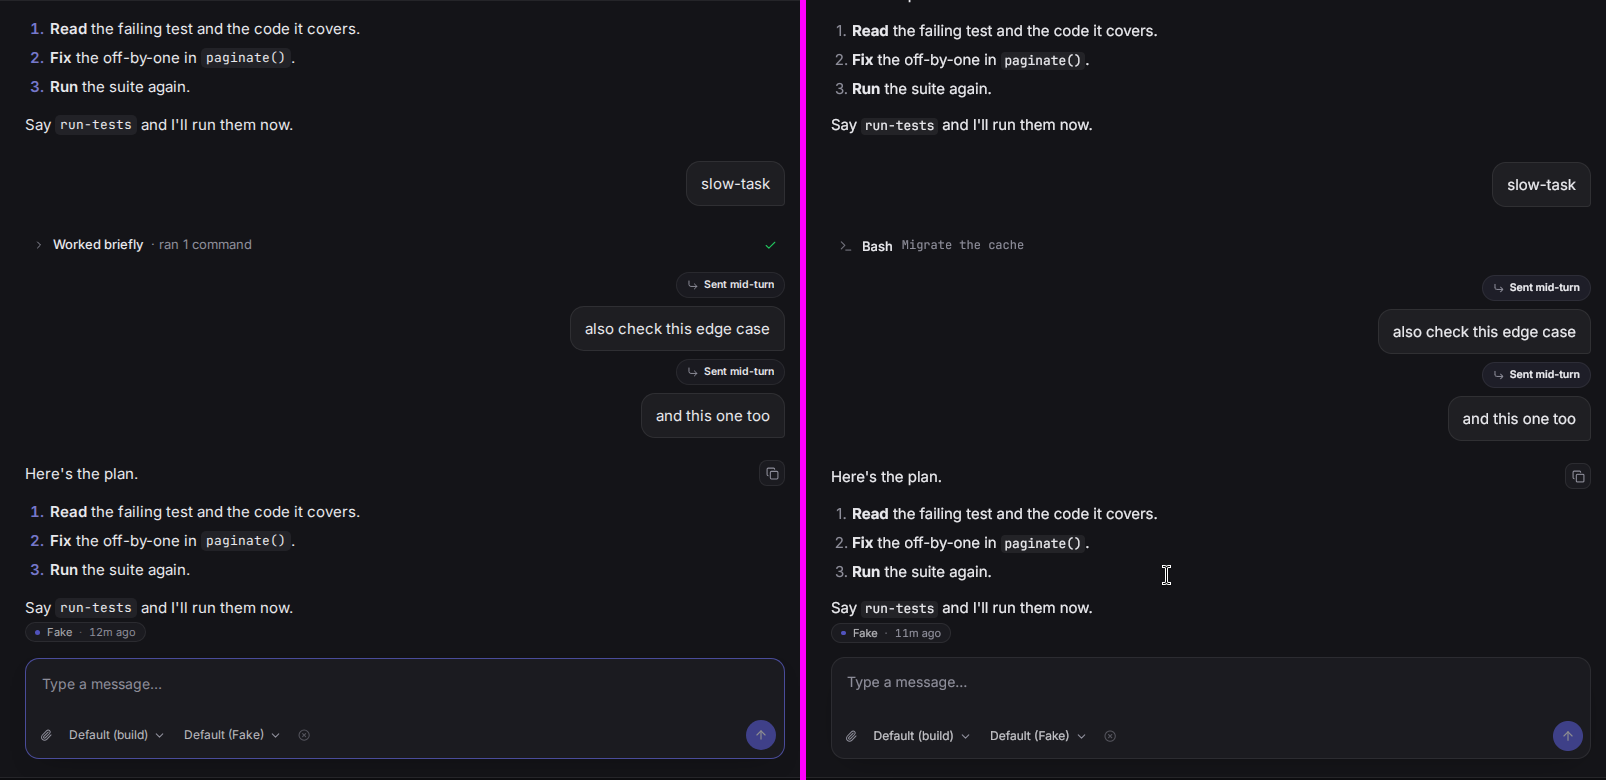 1. Read the failing test and the code it covers.
2. Fix the off-by-one in paginate().
3. Run the suite again.
Say run-tests and I'll run them now.
slow-task
Worked briefly · ran 1 command
Sent mid-turn
also check this edge case
Sent mid-turn
and this one too
Here's the plan.
1. Read the failing test and the code it covers.
2. Fix the off-by-one in paginate().
3. Run the suite again.
Say run-tests and I'll run them now.
Fake · 12m ago
Type a message...
Default (build) Default (Fake)
1. Read the failing test and the code it covers.
2. Fix the off-by-one in paginate().
3. Run the suite again.
Say run-tests and I'll run them now.
slow-task
Bash Migrate the cache
Sent mid-turn
also check this edge case
Sent mid-turn
and this one too
Here's the plan.
1. Read the failing test and the code it covers.
2. Fix the off-by-one in paginate().
3. Run the suite again.
Say run-tests and I'll run them now.
Fake · 11m ago
Type a message...
Default (build) Default (Fake)